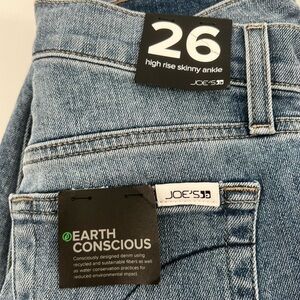 26
high rise skinny ankle
JOE'S
JOE'S
EARTH
CONSCIOUS
Consciously designed denim using
recycled and sustainable fibers as well
as water conservation practices for
reduced environmental impact.